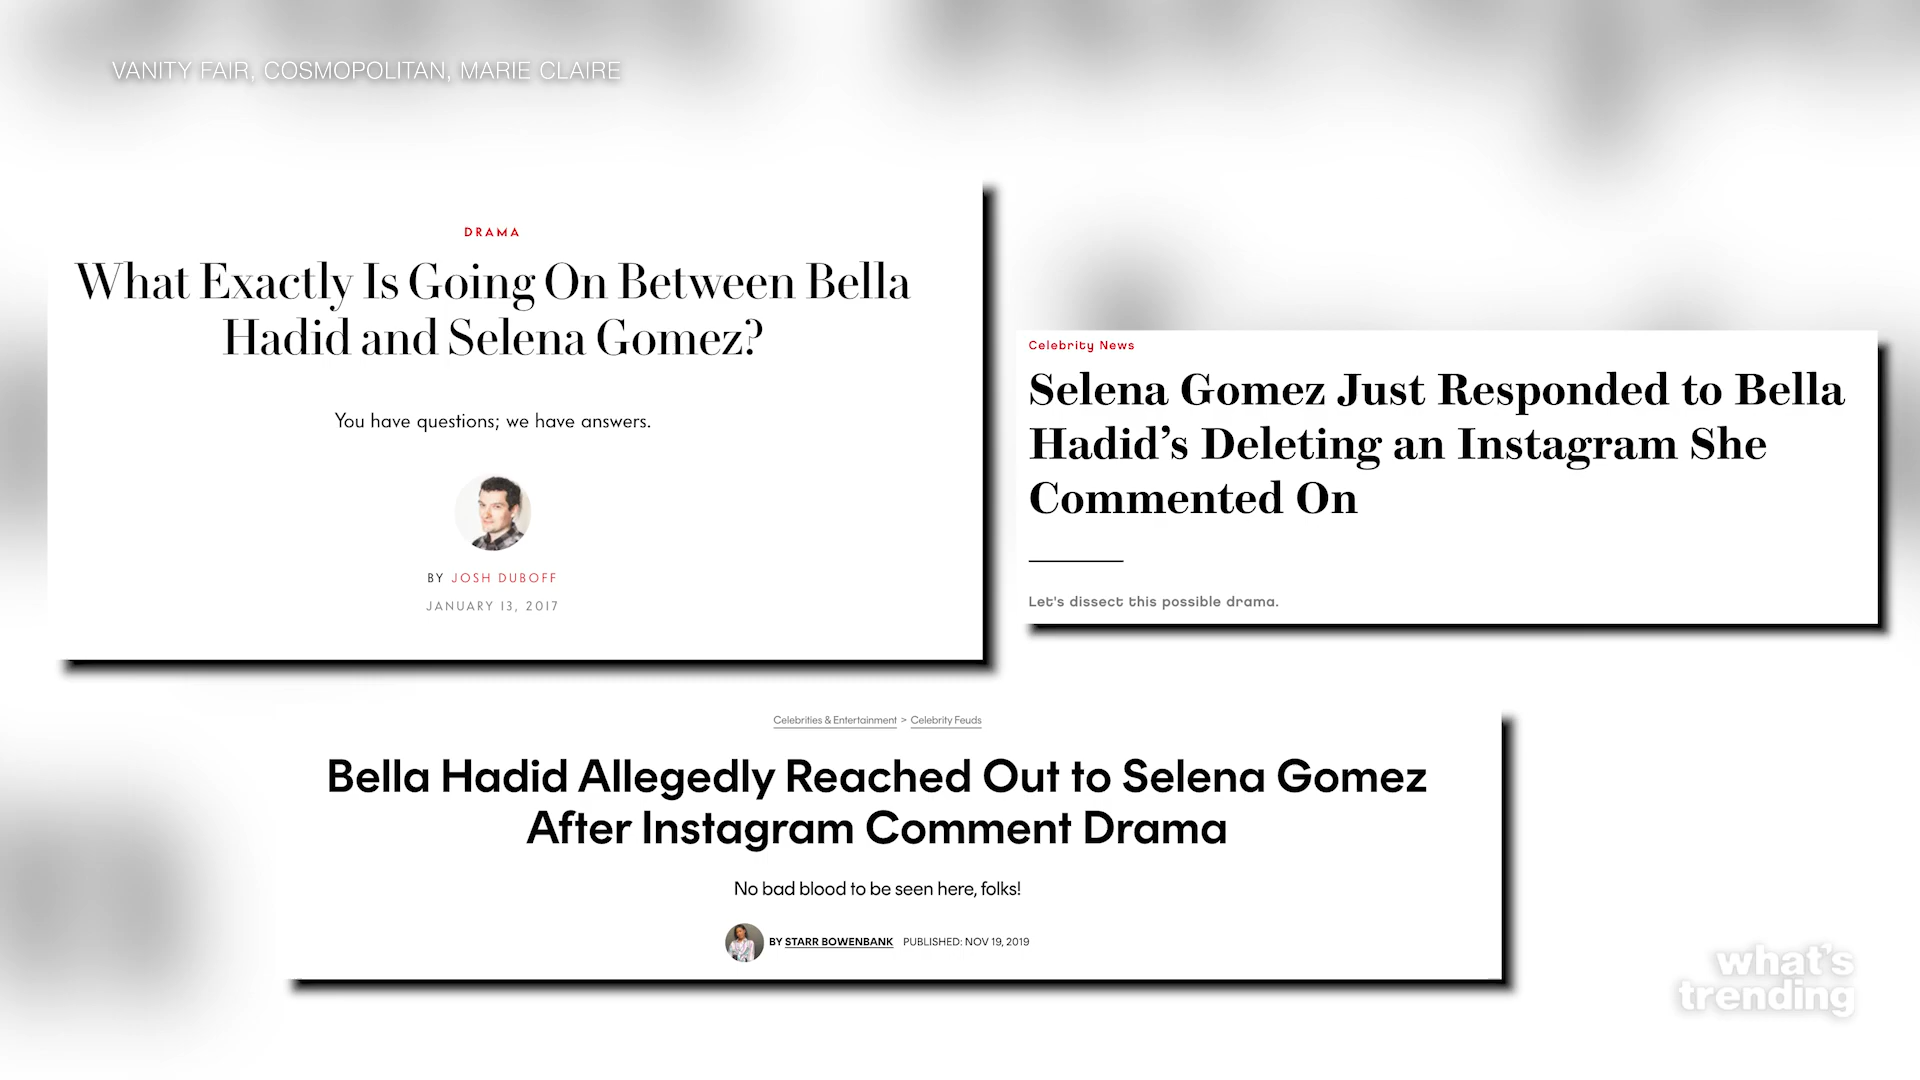 VANITY FAIR, COSMOPOLITAN, MARIE CLAIRE
DRAMA
What Exactly Is Going On Between Bella
Hadid and Selena Gomez?
You have questions; we have answers.
BY JOSH DUBOFF
JANUARY 13, 2017
Celebrity News
Selena Gomez Just Responded to Bella
Hadid’s Deleting an Instagram She
Commented On
Let's dissect this possible drama.
Celebrities & Entertainment > Celebrity Feuds
Bella Hadid Allegedly Reached Out to Selena Gomez
After Instagram Comment Drama
No bad blood to be seen here, folks!
BY STARR BOWENBANK PUBLISHED: NOV 19, 2019
what's
trending